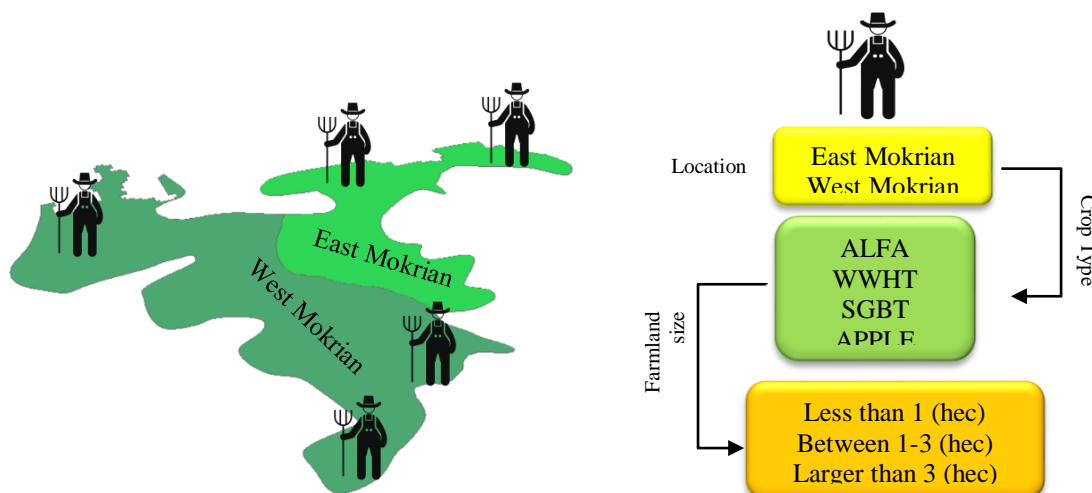 East Mokrian
West Mokrian
Location
East Mokrian
West Mokrian
Crop Type
ALFA
WWHT
SGBT
APPLE
Farmland size
Less than 1 (hec)
Between 1-3 (hec)
Larger than 3 (hec)